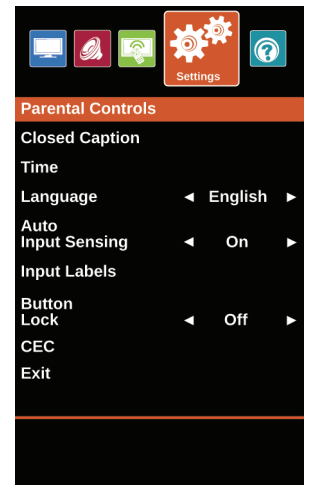 Settings
Parental Controls
Closed Caption
Time
Language ◄ English ►
Auto
Input Sensing ◄ On ►
Input Labels
Button
Lock ◄ Off ►
CEC
Exit